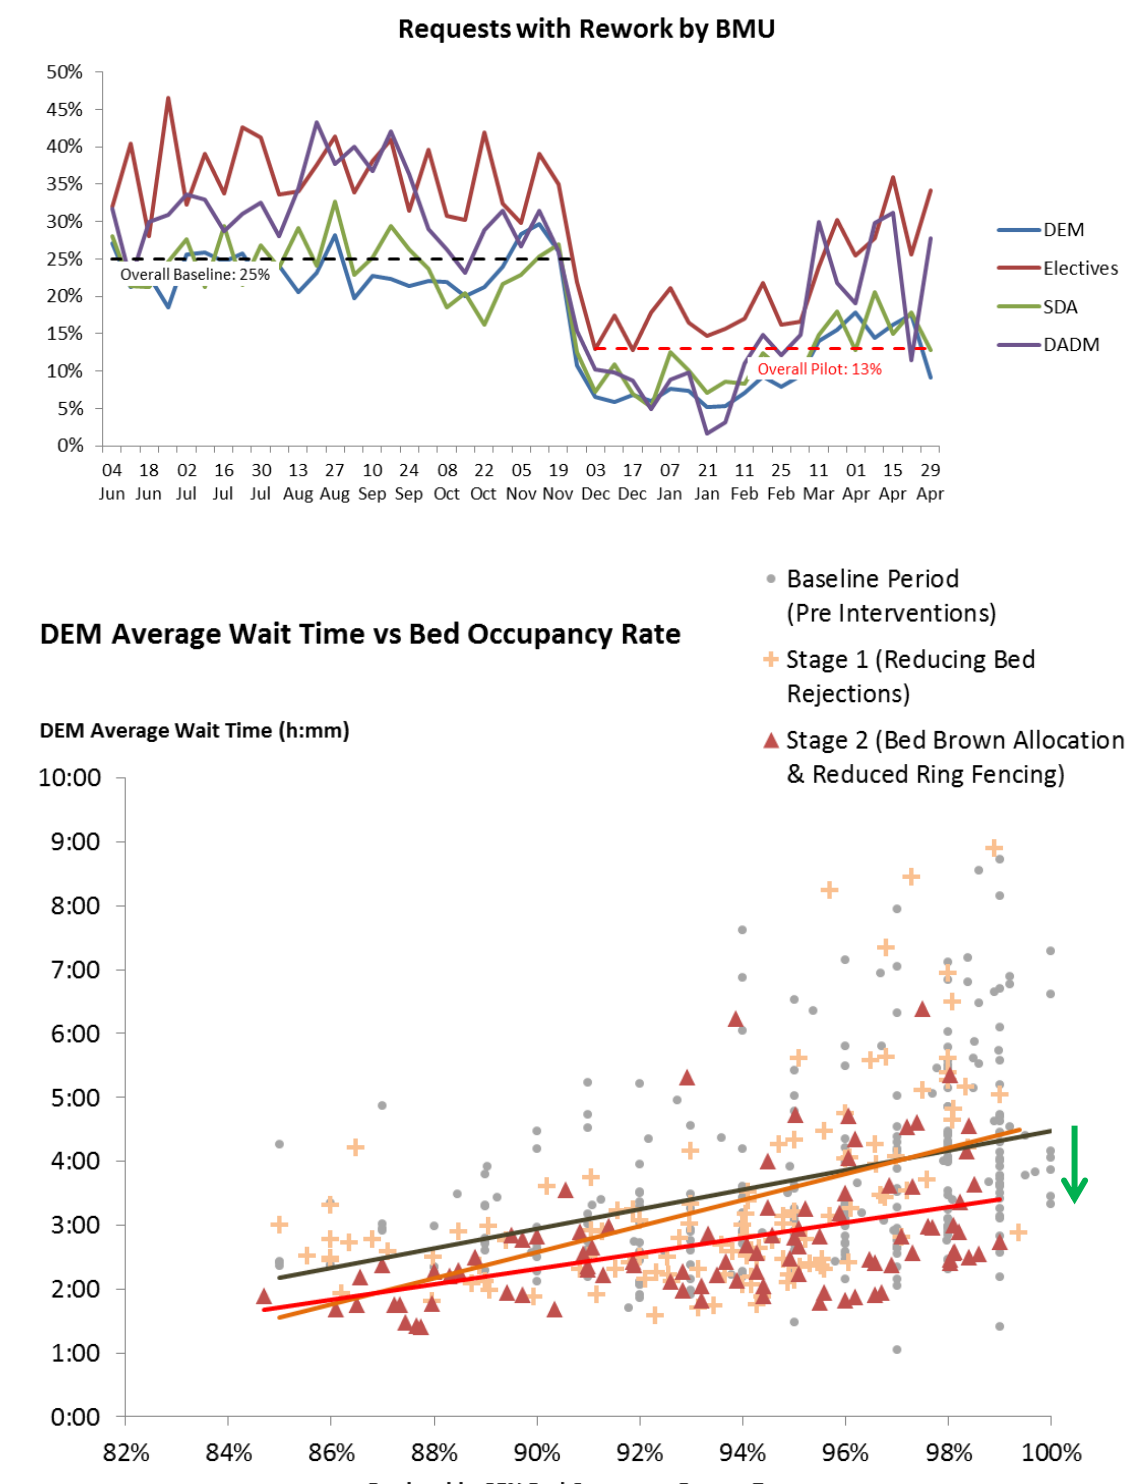 Requests with Rework by BMU
50%
45%
40%
35%
30%
25%
20%
15%
10%
5%
0%
Overall Baseline: 25%
Overall Pilot: 13%
DEM
Electives
SDA
DADM
04 18 02 16 30 13 27 10 24 08 22 05 19 03 17 07 21 11 25 11 01 15 29
Jun Jun Jul Jul Jul Aug Aug Sep Sep Oct Oct Nov Nov Dec Dec Jan Jan Feb Feb Mar Apr Apr Apr
Baseline Period
(Pre Interventions)
DEM Average Wait Time vs Bed Occupancy Rate
Stage 1 (Reducing Bed
Rejections)
DEM Average Wait Time (h:mm)
Stage 2 (Bed Brown Allocation
& Reduced Ring Fencing)
10:00
9:00
8:00
7:00
6:00
5:00
4:00
3:00
2:00
1:00
0:00
82% 84% 86% 88% 90% 92% 94% 96% 98% 100%